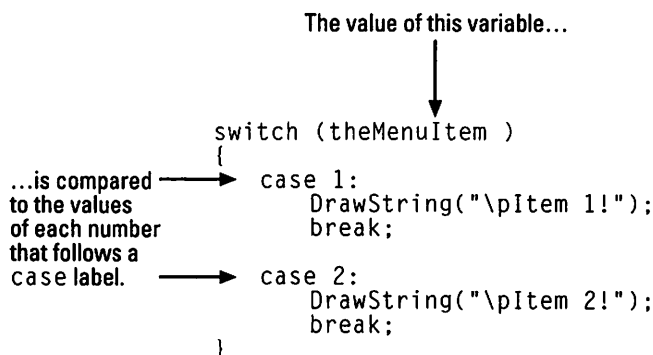 The value of this variable...
switch (theMenuItem )
{
...is compared
to the values
of each number
that follows a
case label.
case 1:
DrawString("\pItem 1!");
break;
case 2:
DrawString("\pItem 2!");
break;
}